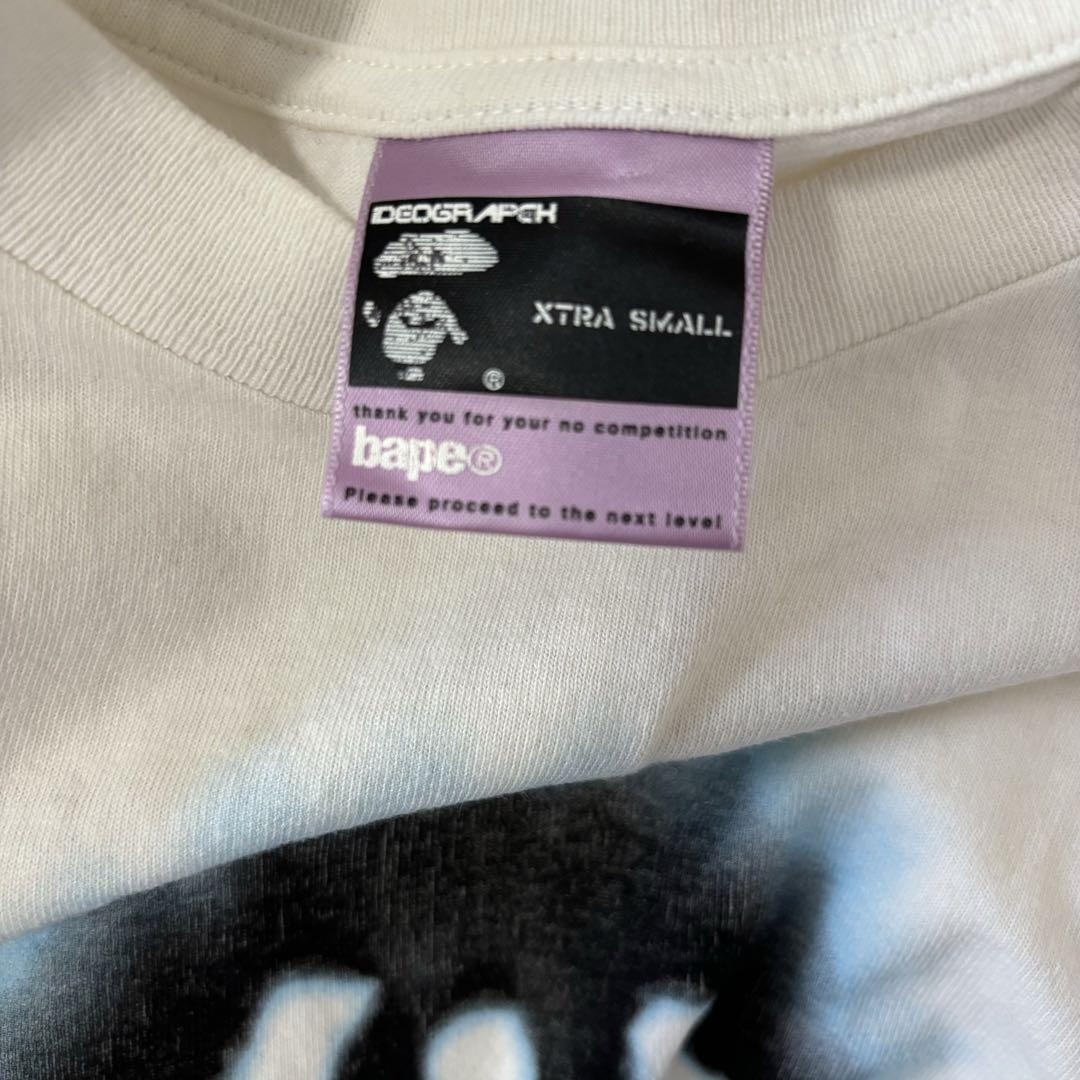 IDEOGRAPCH
XTRA SMALL
®
thank you for your no competition
bape®
Please proceed to the next level